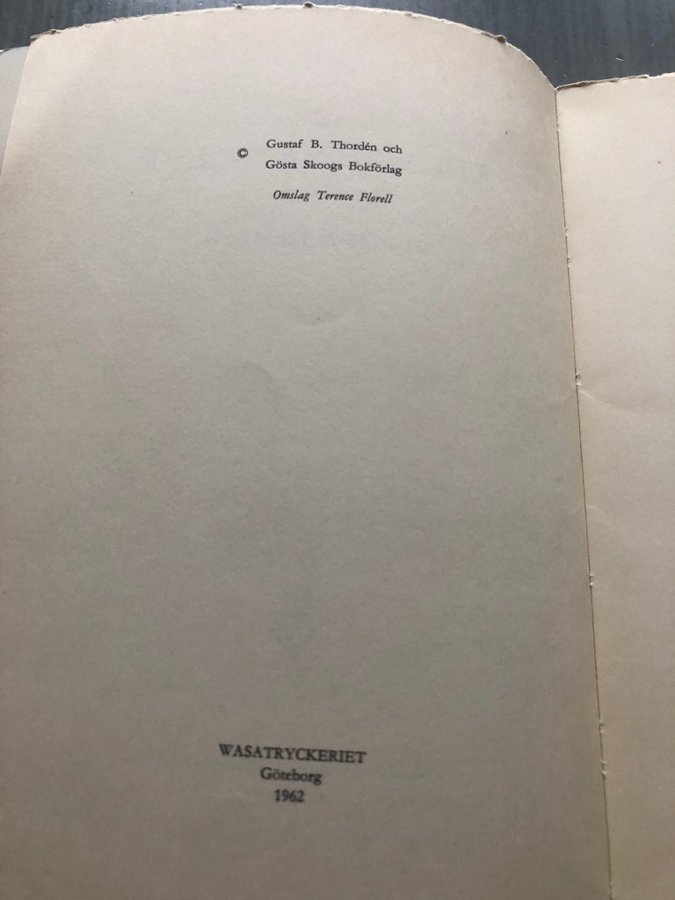 © Gustaf B. Thordén och
Gösta Skoogs Bokförlag
Omslag Terence Florell
WASATRYCKERIET
Göteborg
1962